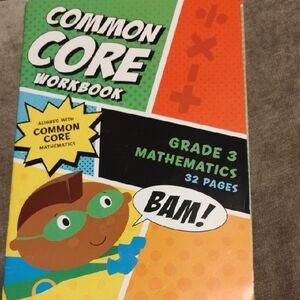 COMMON
CORE
WORKBOOK
ALIGNED WITH
COMMON
CORE
MATHEMATICS
GRADE 3
MATHEMATICS
32 PAGES
BAM!